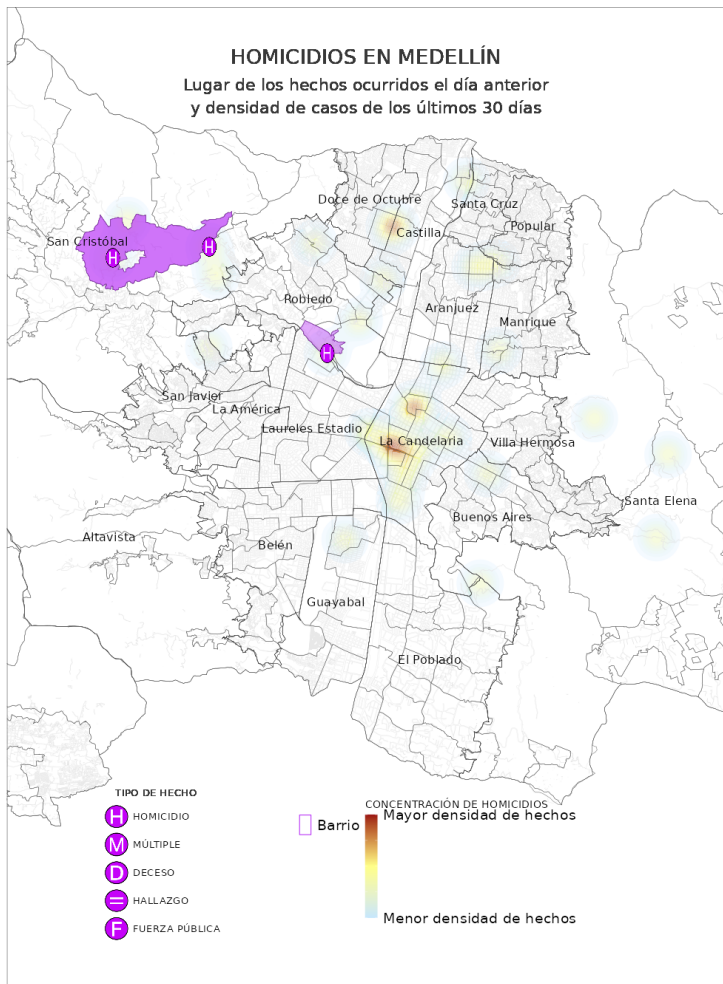 HOMICIDIOS EN MEDELLÍN
Lugar de los hechos ocurridos el día anterior
y densidad de casos de los últimos 30 días
Doce de Octubre
Santa Cruz
Castilla
Popular
San Cristóbal
H
H
Robledo
Aranjuez
Manrique
H
San Javier
La América
Laureles Estadio
La Candelaria
Villa Hermosa
Santa Elena
Buenos Aires
Altavista
Belén
Guayabal
El Poblado
TIPO DE HECHO
H HOMICIDIO
M MÚLTIPLE
D DECESO
= HALLAZGO
F FUERZA PÚBLICA
Barrio
CONCENTRACIÓN DE HOMICIDIOS
Mayor densidad de hechos
Menor densidad de hechos